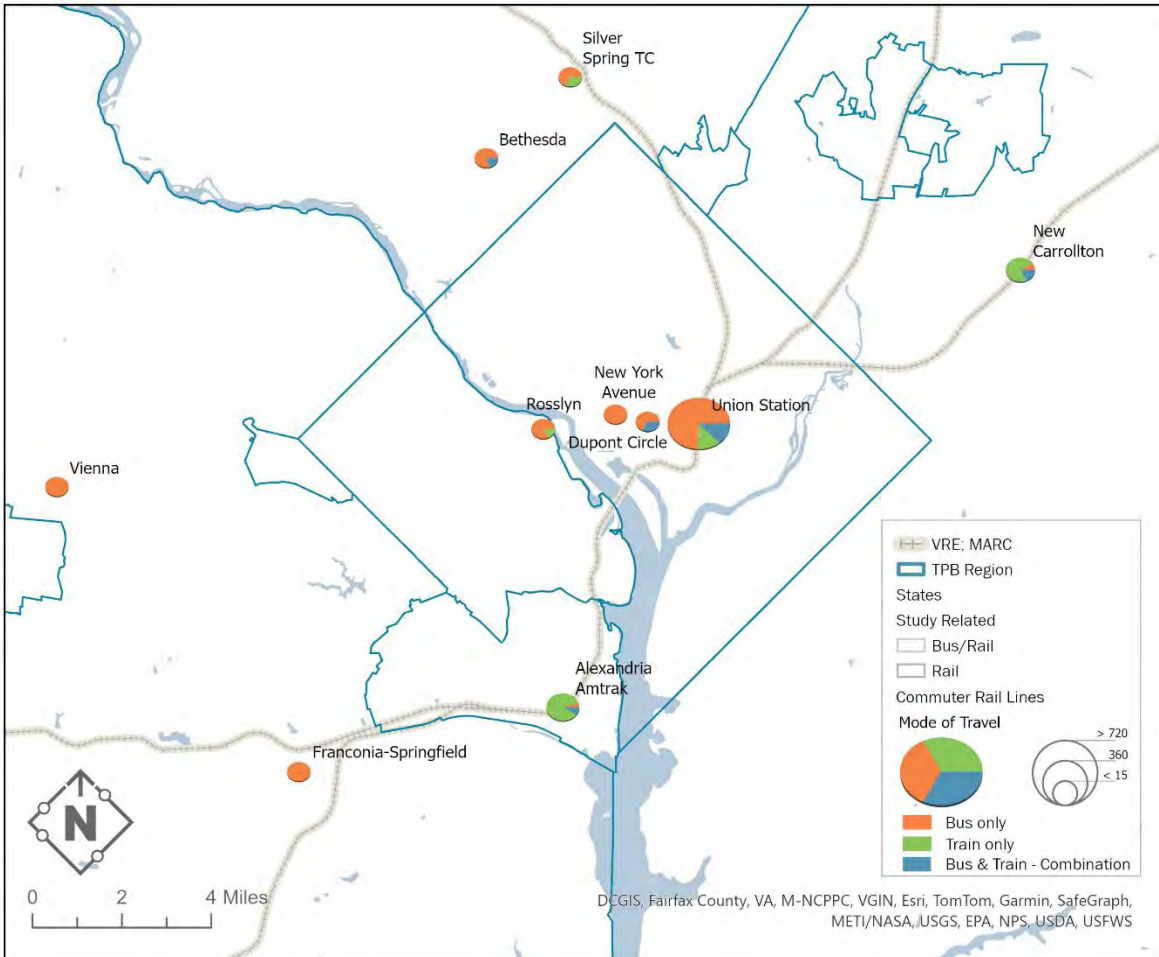 Silver
Spring TC
Bethesda
New
Carrollton
New York
Avenue
Union Station
Rosslyn
Dupont Circle
Vienna
Alexandria
Amtrak
Franconia-Springfield
N
0 2 4 Miles
VRE; MARC
TPB Region
States
Study Related
Bus/Rail
Rail
Commuter Rail Lines
Mode of Travel
> 720
360
< 15
Bus only
Train only
Bus & Train - Combination
DCGIS, Fairfax County, VA, M-NCPPC, VGIN, Esri, TomTom, Garmin, SafeGraph,
METI/NASA, USGS, EPA, NPS, USDA, USFWS